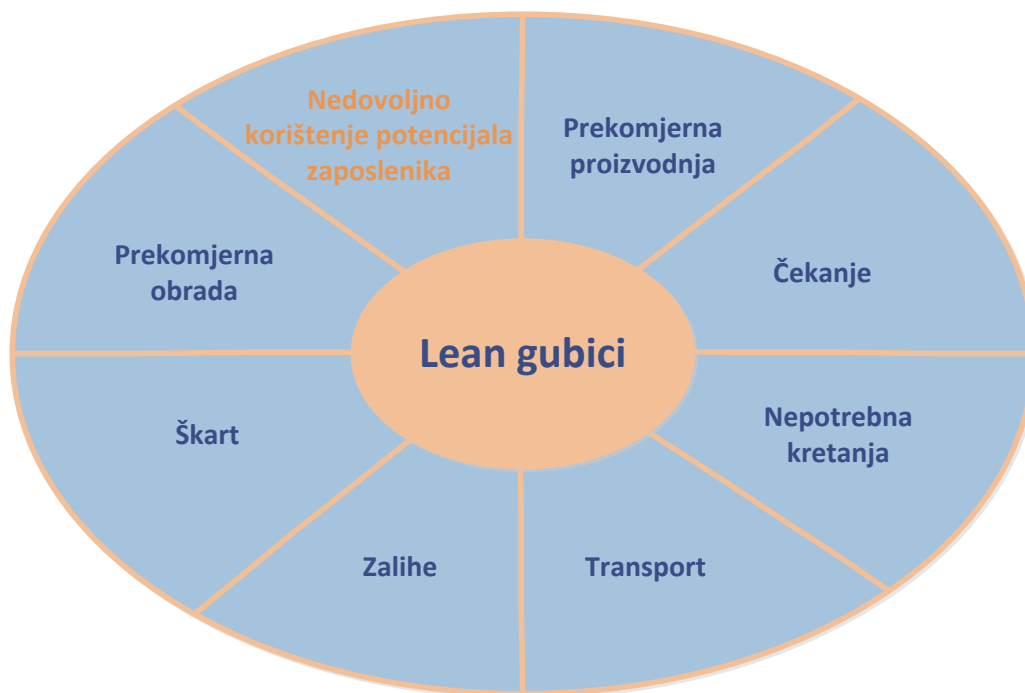 Nedovoljno
korištenje potencijala
zaposlenika
Prekomjerna
proizvodnja
Prekomjerna
obrada
Čekanje
Lean gubici
Škart
Nepotrebna
kretanja
Zalihe
Transport